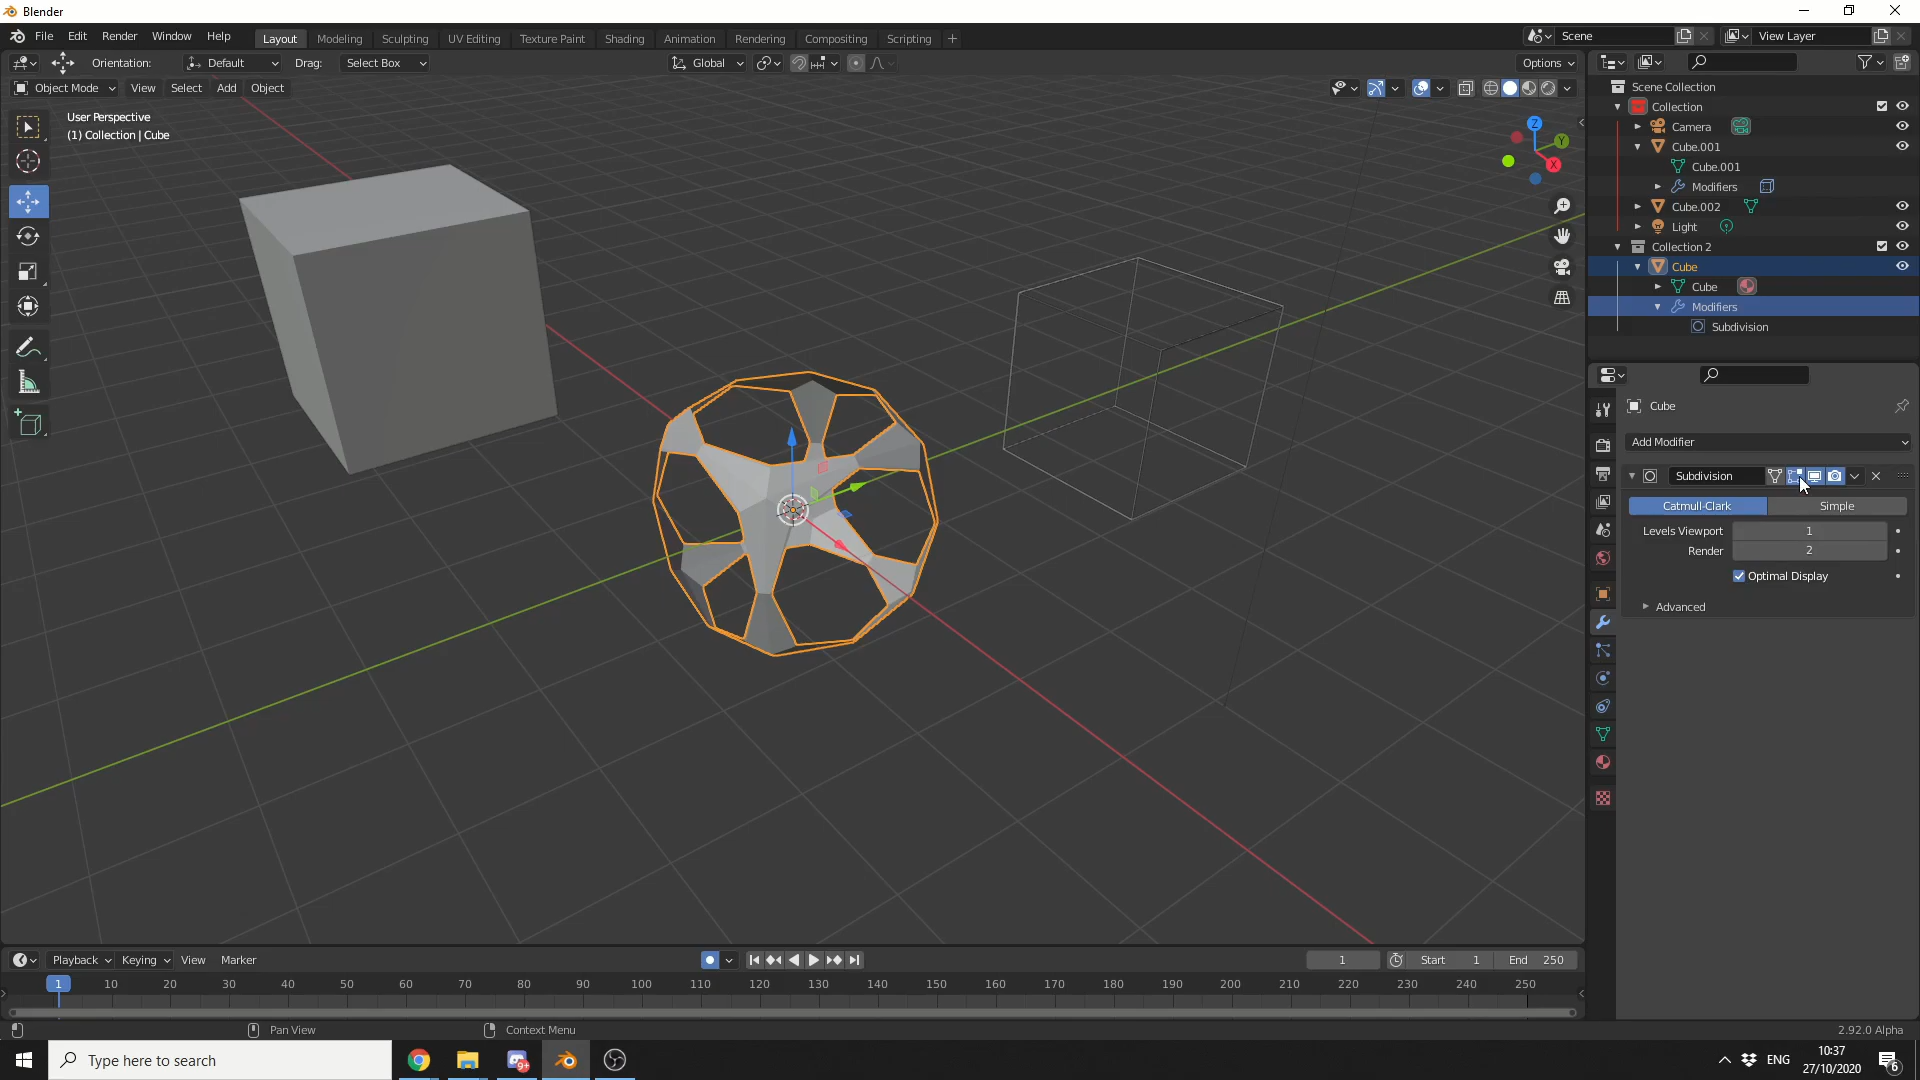 Blender
File Edit Render Window Help
Layout Modeling Sculpting UV Editing Texture Paint Shading Animation Rendering Compositing Scripting +
Scene
View Layer
Orientation: Default Drag: Select Box
Global
Options
Object Mode View Select Add Object
User Perspective
(1) Collection | Cube
Z
Y
X
Scene Collection
Collection
Camera
Cube.001
Cube.001
Modifiers
Cube.002
Light
Collection 2
Cube
Cube
Modifiers
Subdivision
Cube
Add Modifier
Subdivision
Catmull-Clark Simple
Levels Viewport 1
Render 2
Optimal Display
Advanced
Playback Keying View Marker
1
Start 1 End 250
1 10 20 30 40 50 60 70 80 90 100 110 120 130 140 150 160 170 180 190 200 210 220 230 240 250
Pan View
Context Menu
2.92.0 Alpha
Type here to search
9+
ENG
10:37
27/10/2020
6